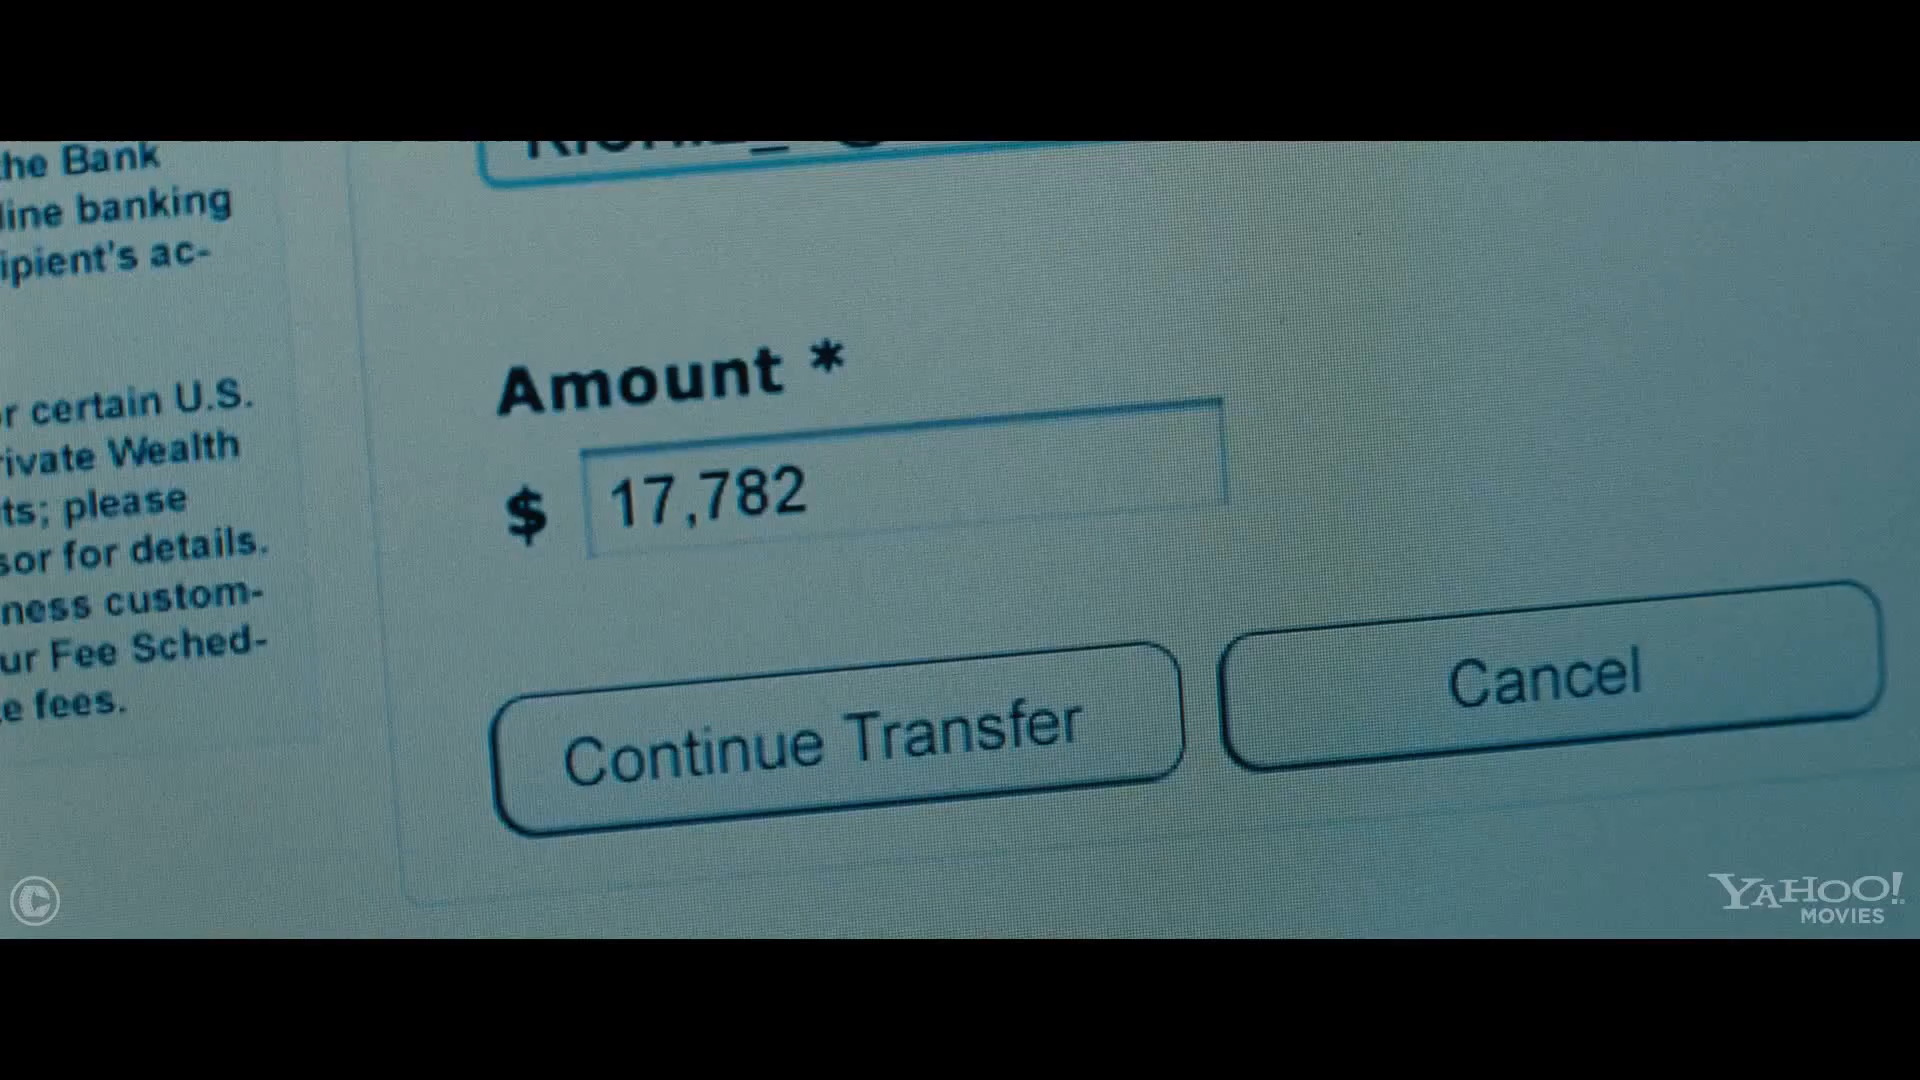 the Bank
line banking
ipient's ac-
r certain U.S.
rivate Wealth
ts; please
sor for details.
ness custom-
ur Fee Sched-
e fees.
Amount *
$ 17,782
Continue Transfer
Cancel
YAHOO!
MOVIES